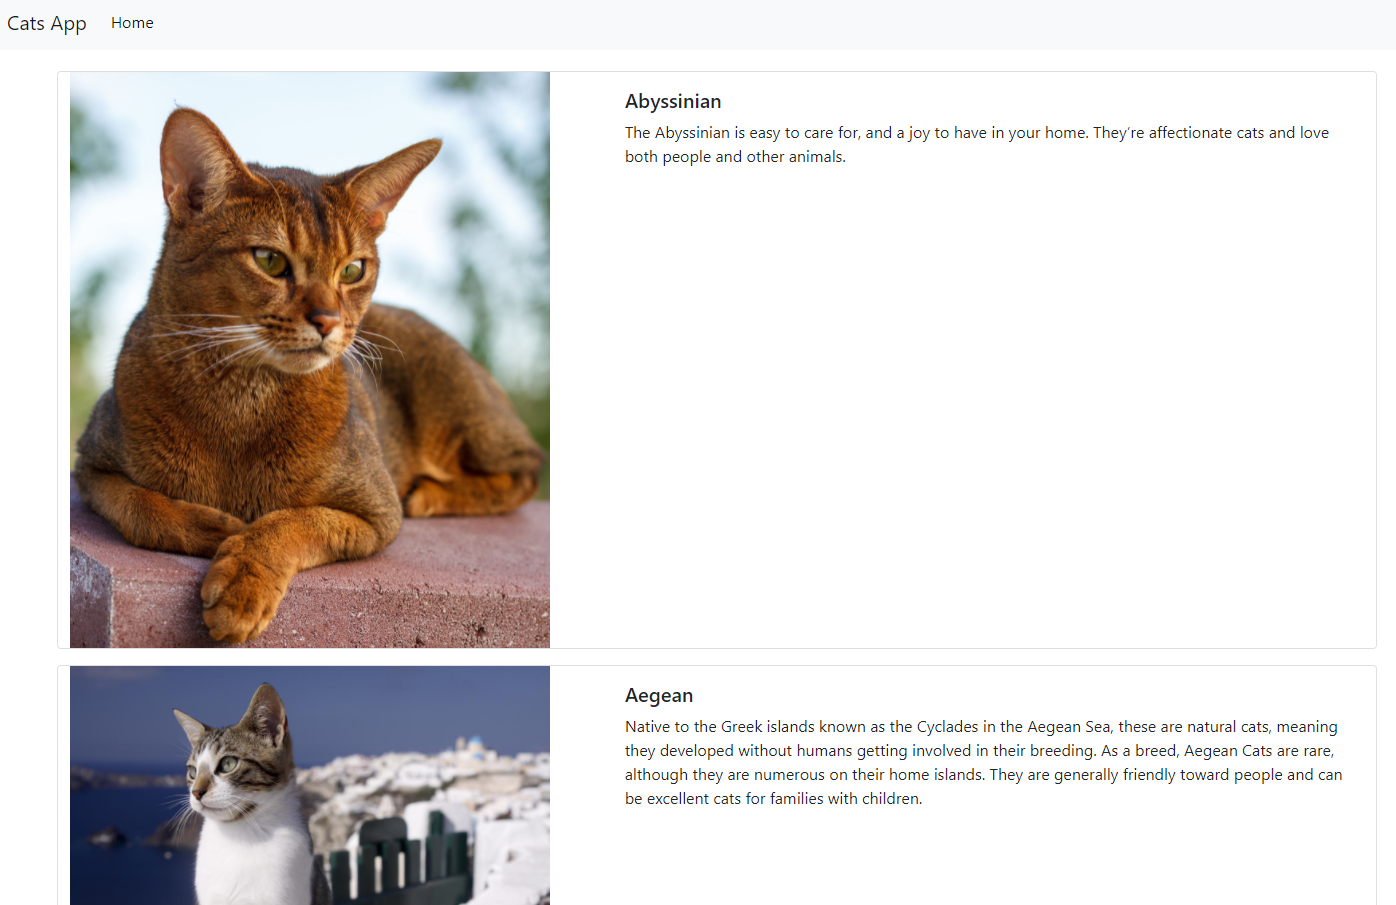 Cats App Home
Abyssinian
The Abyssinian is easy to care for, and a joy to have in your home. They’re affectionate cats and love
both people and other animals.
Aegean
Native to the Greek islands known as the Cyclades in the Aegean Sea, these are natural cats, meaning
they developed without humans getting involved in their breeding. As a breed, Aegean Cats are rare,
although they are numerous on their home islands. They are generally friendly toward people and can
be excellent cats for families with children.